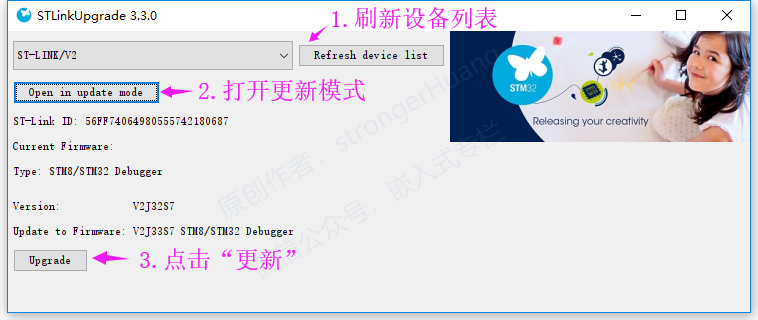 STLinkUpgrade 3.3.0
1.刷新设备列表
ST-LINK/V2
Refresh device list
Open in update mode
2.打开更新模式
STM32
Releasing your creativity
ST-Link ID: 56FF74064980555742180687
Current Firmware:
Type: STM8/STM32 Debugger
Version: V2J32S7
Update to Firmware: V2J33S7 STM8/STM32 Debugger
Upgrade
3.点击“更新”
原创作者：strongerHuang
微信公众号：嵌入式专栏